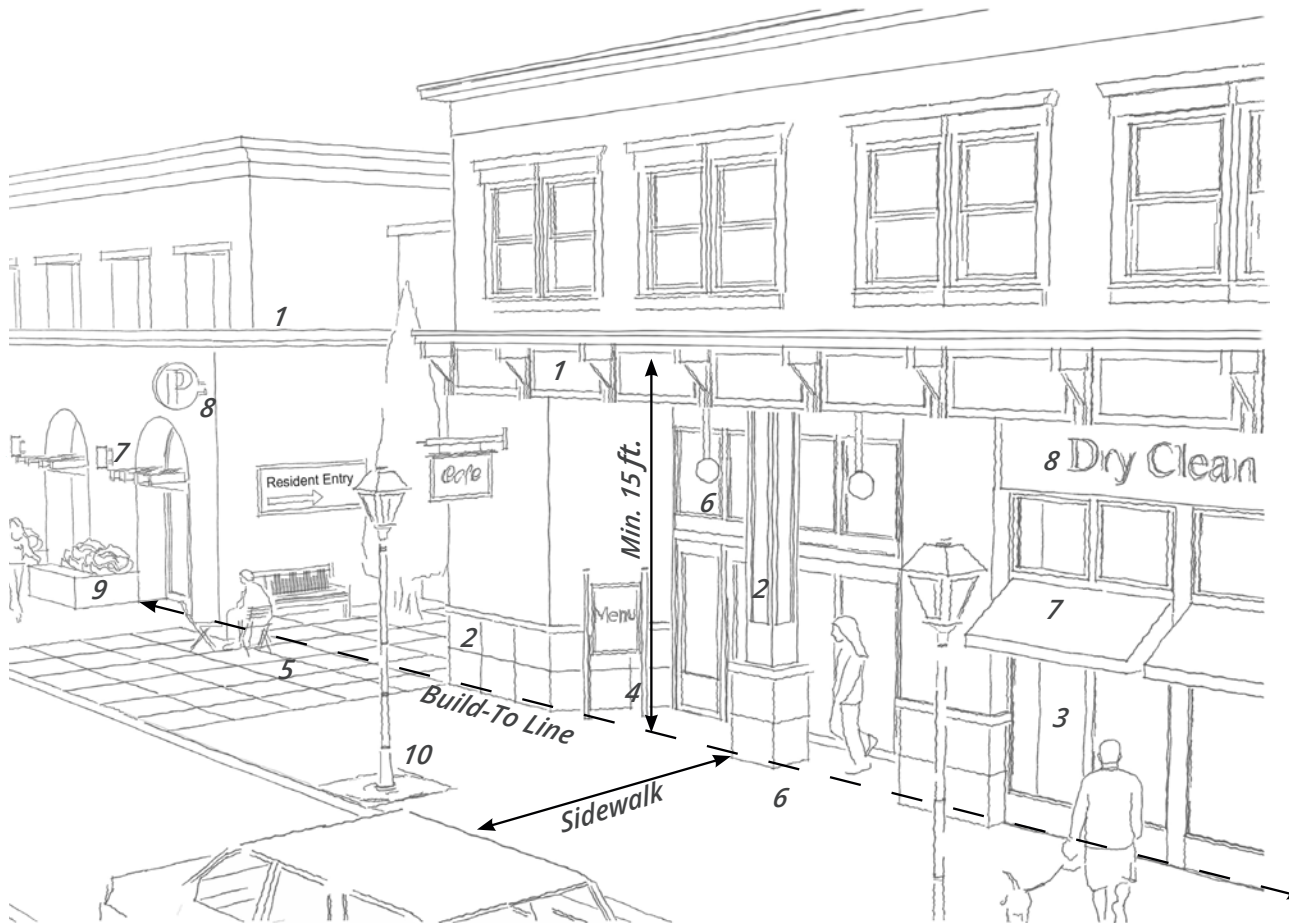 1
1
P
8
7
8 Dry Clean
Resident Entry
Cafe
Min. 15 ft.
6
9
2
Menu
2
7
5
4
3
Build-To Line
10
Sidewalk
6